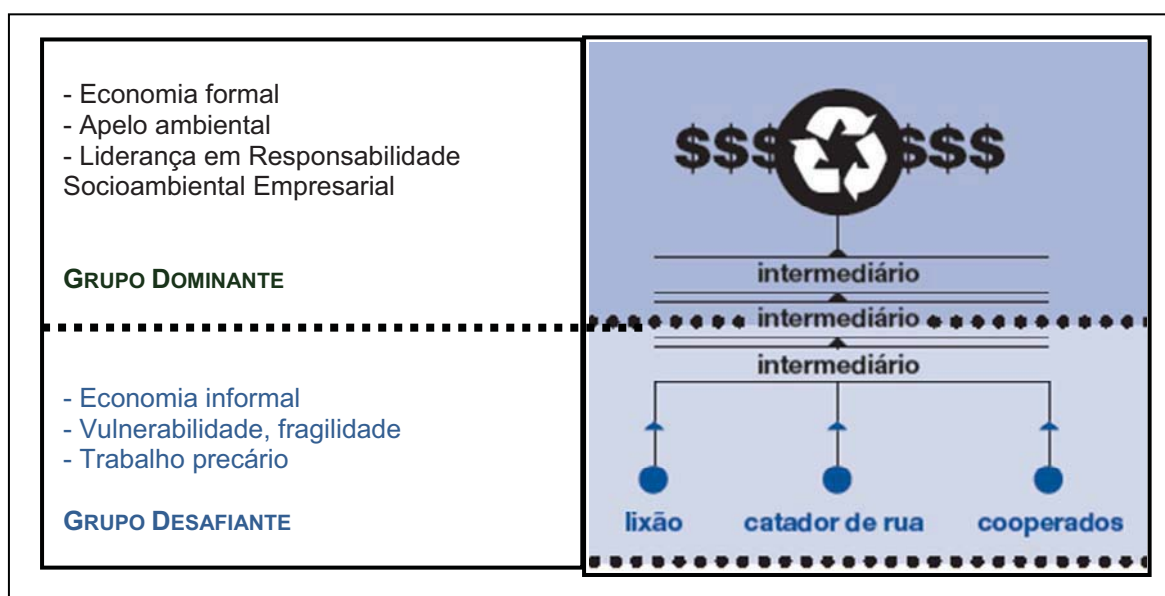 - Economia formal
- Apelo ambiental
- Liderança em Responsabilidade
Socioambiental Empresarial
GRUPO DOMINANTE
- Economia informal
- Vulnerabilidade, fragilidade
- Trabalho precário
GRUPO DESAFIANTE
$$$ $$$
intermediário
intermediário
intermediário
lixão catador de rua cooperados